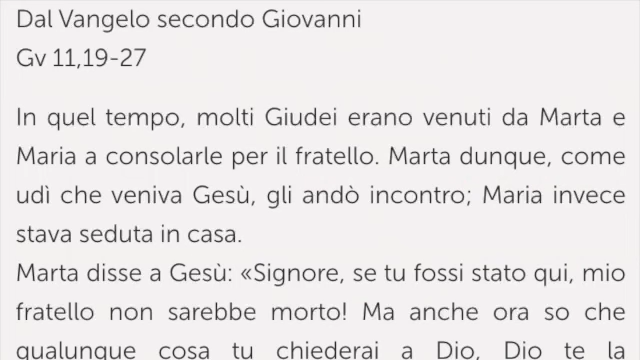 Dal Vangelo secondo Giovanni
Gv 11,19-27
In quel tempo, molti Giudei erano venuti da Marta e
Maria a consolarle per il fratello. Marta dunque, come
udì che veniva Gesù, gli andò incontro; Maria invece
stava seduta in casa.
Marta disse a Gesù: «Signore, se tu fossi stato qui, mio
fratello non sarebbe morto! Ma anche ora so che
qualunque cosa tu chiederai a Dio, Dio te la